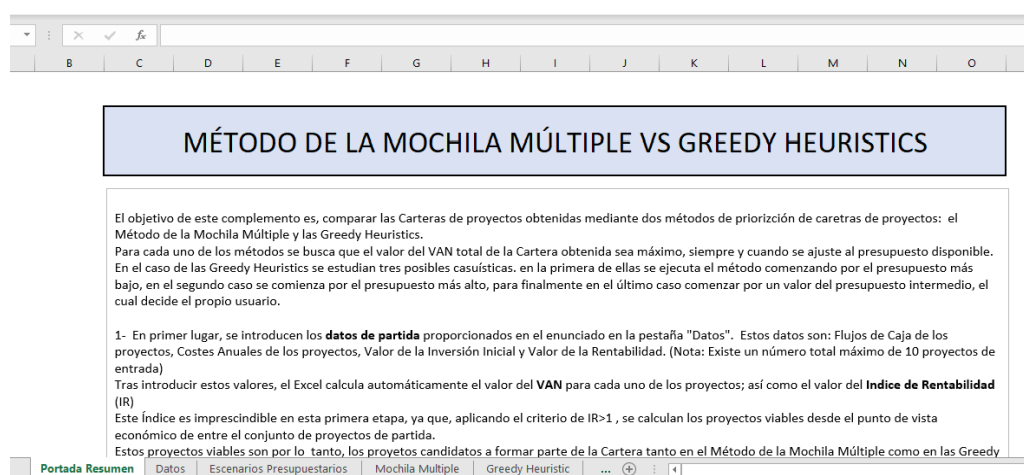 fx
B C D E F G H I J K L M N O
MÉTODO DE LA MOCHILA MÚLTIPLE VS GREEDY HEURISTICS
El objetivo de este complemento es, comparar las Carteras de proyectos obtenidas mediante dos métodos de priorizción de caretras de proyectos: el
Método de la Mochila Múltiple y las Greedy Heuristics.
Para cada uno de los métodos se busca que el valor del VAN total de la Cartera obtenida sea máximo, siempre y cuando se ajuste al presupuesto disponible.
En el caso de las Greedy Heuristics se estudian tres posibles casuísticas. en la primera de ellas se ejecuta el método comenzando por el presupuesto más
bajo, en el segundo caso se comienza por el presupuesto más alto, para finalmente en el último caso comenzar por un valor del presupuesto intermedio, el
cual decide el propio usuario.
1- En primer lugar, se introducen los datos de partida proporcionados en el enunciado en la pestaña "Datos". Estos datos son: Flujos de Caja de los
proyectos, Costes Anuales de los proyectos, Valor de la Inversión Inicial y Valor de la Rentabilidad. (Nota: Existe un número total máximo de 10 proyectos de
entrada)
Tras introducir estos valores, el Excel calcula automáticamente el valor del VAN para cada uno de los proyectos; así como el valor del Indice de Rentabilidad
(IR)
Este Índice es imprescindible en esta primera etapa, ya que, aplicando el criterio de IR>1 , se calculan los proyectos viables desde el punto de vista
económico de entre el conjunto de proyectos de partida.
Estos proyectos viables son por lo tanto, los proyetos candidatos a formar parte de la Cartera tanto en el Método de la Mochila Múltiple como en las Greedy
Portada Resumen Datos Escenarios Presupuestarios Mochila Multiple Greedy Heuristic ...